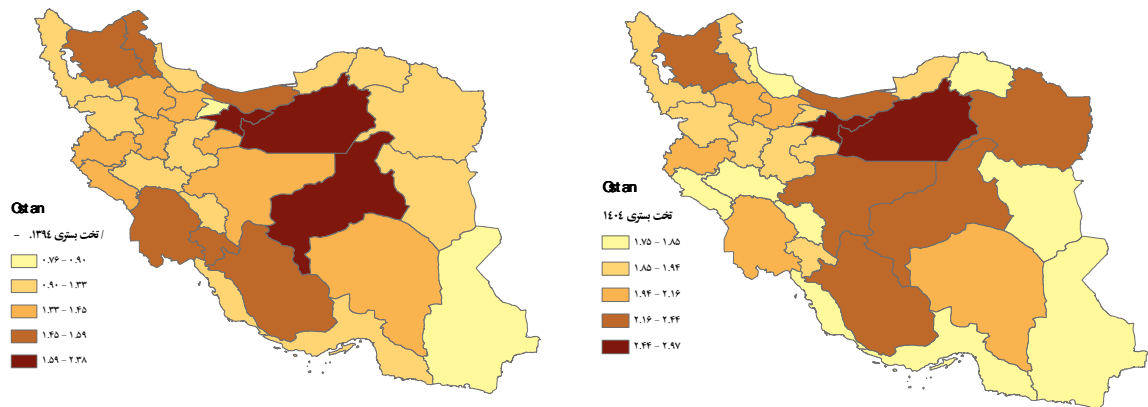 Ostan
/ تخت بستری ۱۳۹۴. -
۰.۷۶ - ۰.۹۰
۰.۹۰ - ۱.۳۳
۱.۳۳ - ۱.۴۵
۱.۴۵ - ۱.۵۹
۱.۵۹ - ۲.۳۸
Ostan
تخت بستری ۱۴۰۴
۱.۷۵ - ۱.۸۵
۱.۸۵ - ۱.۹۴
۱.۹۴ - ۲.۱۶
۲.۱۶ - ۲.۴۴
۲.۴۴ - ۲.۹۷